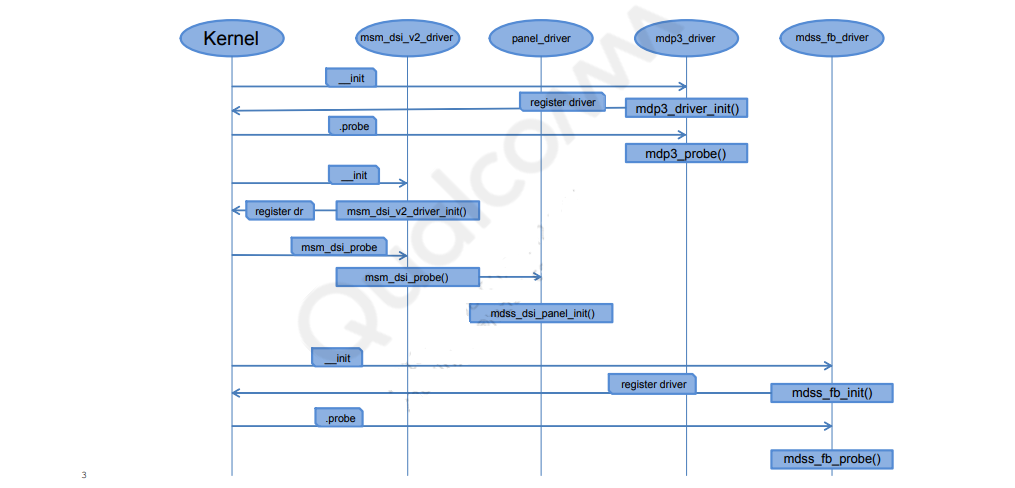 Kernel
msm_dsi_v2_driver
panel_driver
mdp3_driver
mdss_fb_driver
__init
register driver
mdp3_driver_init()
.probe
mdp3_probe()
__init
register dr
msm_dsi_v2_driver_init()
msm_dsi_probe
msm_dsi_probe()
mdss_dsi_panel_init()
__init
register driver
mdss_fb_init()
.probe
mdss_fb_probe()
3
Qualcomm